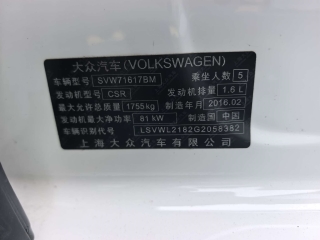 大众汽车(VOLKSWAGEN)
车辆型号 SVW71617BM 乘坐人数 5
发动机型号 CSR 发动机排量 1.6 L
最大允许总质量 1755kg 制造年月 2016.02
发动机最大净功率 81 kW 制造国 中国
车辆识别代号 LSVWL2182G2058382
上海大众汽车有限公司